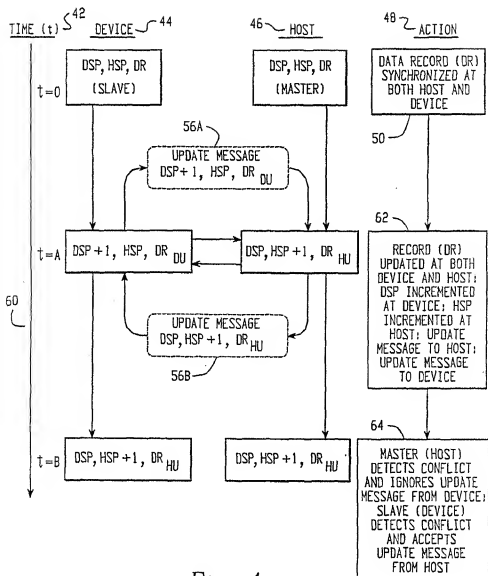 TIME (t) 42
DEVICE 44
46 HOST
48 ACTION
t=0
DSP, HSP, DR
(SLAVE)
DSP, HSP, DR
(MASTER)
DATA RECORD (DR)
SYNCHRONIZED AT
BOTH HOST AND
DEVICE
50
56A
UPDATE MESSAGE
DSP+1, HSP, DR DU
t=A
DSP+1, HSP, DR DU
DSP, HSP+1, DR HU
62
RECORD (DR)
UPDATED AT BOTH
DEVICE AND HOST;
DSP INCREMENTED
AT DEVICE; HSP
INCREMENTED AT
HOST; UPDATE
MESSAGE TO HOST;
UPDATE MESSAGE
TO DEVICE
60
UPDATE MESSAGE
DSP, HSP+1, DR HU
56B
t=B
DSP, HSP+1, DR HU
DSP, HSP+1, DR HU
64
MASTER (HOST)
DETECTS CONFLICT
AND IGNORES UPDATE
MESSAGE FROM DEVICE;
SLAVE (DEVICE)
DETECTS CONFLICT
AND ACCEPTS
UPDATE MESSAGE
FROM HOST